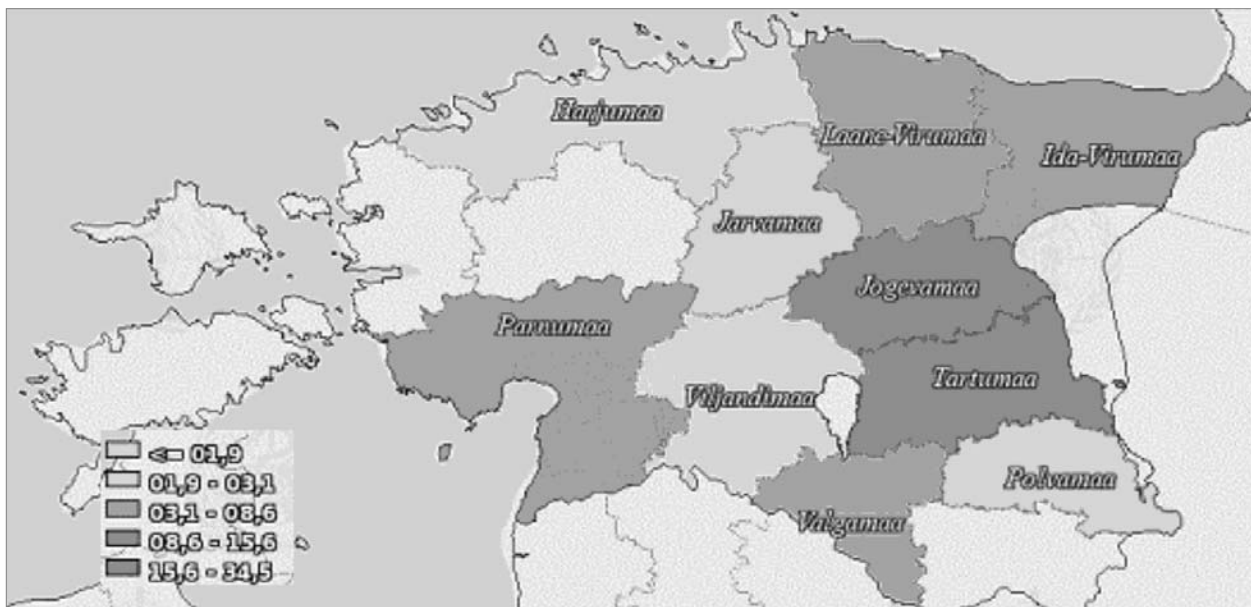 Harjumaa
Laane-Virumaa
Ida-Virumaa
Jarvamaa
Jogevamaa
Parnumaa
Tartumaa
Viljandimaa
Polvamaa
Valgamaa
<= 01,9
01,9 - 03,1
03,1 - 08,6
08,6 - 15,6
15,6 - 34,5